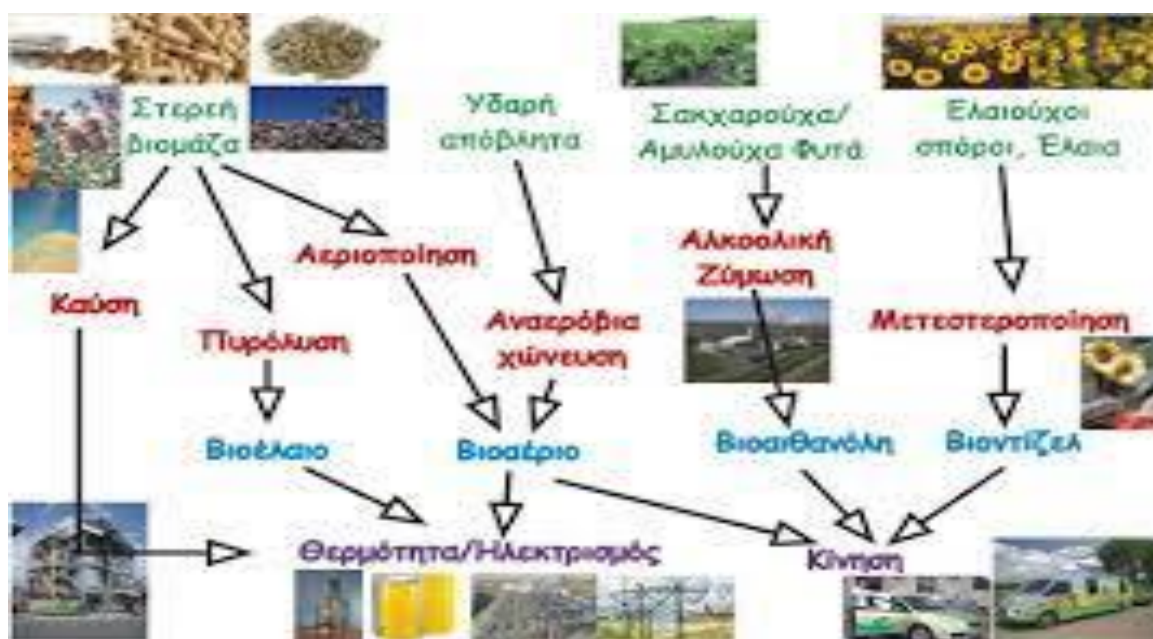 Στερεή
βιομάζα
Υδαρή
απόβλητα
Σακχαρούχα/
Αμυλούχα Φυτά
Ελαιούχοι
σπόροι, Έλαια
Καύση
Πυρόλυση
Αεριοποίηση
Αναερόβια
χώνευση
Αλκοολική
Ζύμωση
Μετεστεροποίηση
Βιοέλαιο
Βιοαέριο
Βιοαιθανόλη
Βιοντίζελ
Θερμότητα/Ηλεκτρισμός
Κίνηση